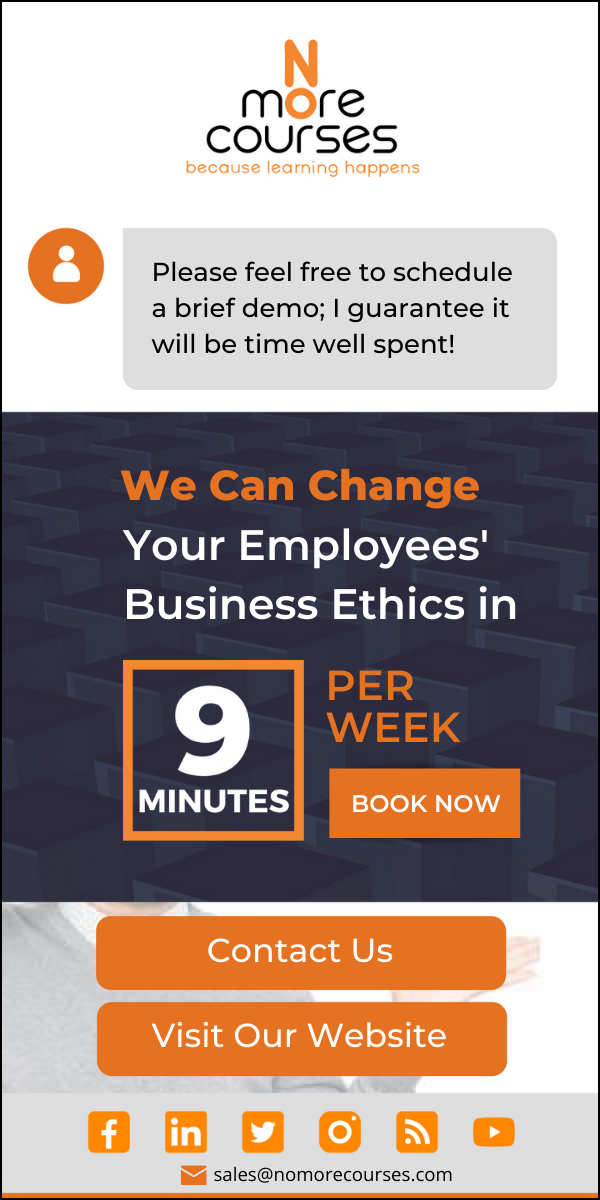 No
more
courses
because learning happens
Please feel free to schedule
a brief demo; I guarantee it
will be time well spent!
We Can Change
Your Employees'
Business Ethics in
9
MINUTES
PER
WEEK
BOOK NOW
Contact Us
Visit Our Website
sales@nomorecourses.com